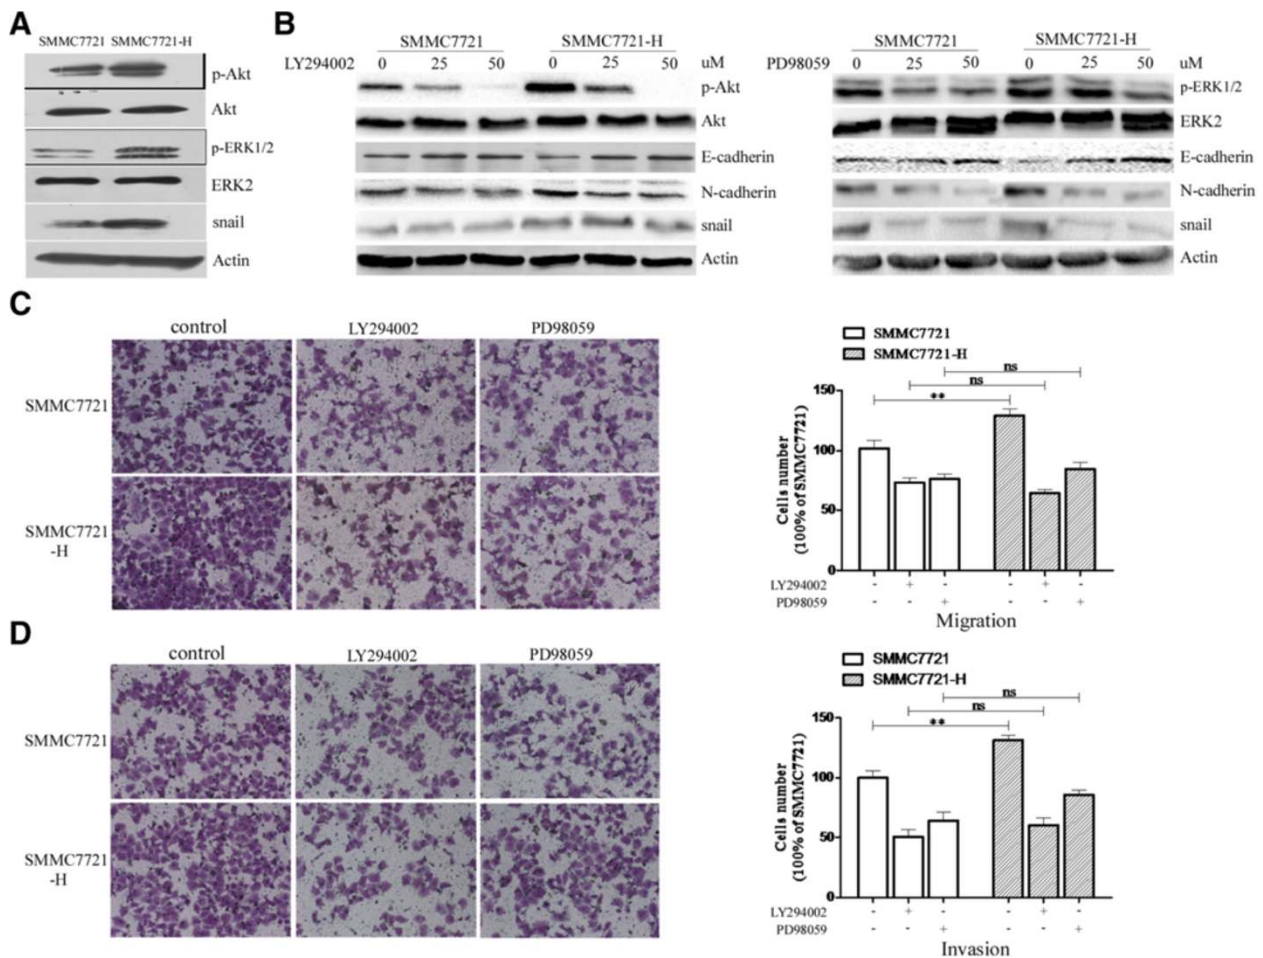 A
SMMC7721 SMMC7721-H
p-Akt
Akt
p-ERK1/2
ERK2
snail
Actin
B
SMMC7721 SMMC7721-H
LY294002 0 25 50 0 25 50 uM
p-Akt
Akt
E-cadherin
N-cadherin
snail
Actin
SMMC7721 SMMC7721-H
PD98059 0 25 50 0 25 50 uM
p-ERK1/2
ERK2
E-cadherin
N-cadherin
snail
Actin
C
control LY294002 PD98059
SMMC7721
SMMC7721
-H
SMMC7721
SMMC7721-H
ns
ns
**
150
100
50
0
Cells number
(100% of SMMC7721)
LY294002 - + - - + -
PD98059 - - + - - +
Migration
D
control LY294002 PD98059
SMMC7721
SMMC7721
-H
SMMC7721
SMMC7721-H
ns
ns
**
150
100
50
0
Cells number
(100% of SMMC7721)
LY294002 - + - - + -
PD98059 - - + - - +
Invasion